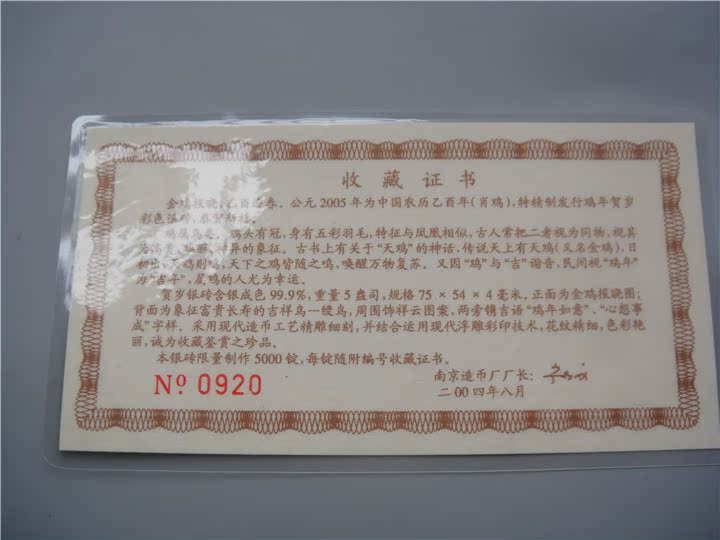 收藏证书
金鸡报晓，乙酉迎春。公元2005年为中国农历乙酉年(肖鸡)，特精制发行鸡年贺岁
彩色银砖，恭贺新禧。
鸡属鸟类，鸡头有冠，身有五彩羽毛，特征与凤凰相似，古人常把二者视为同物，视其
为高贵、神异的象征。古书上有关于“天鸡”的神话，传说天上有天鸡(又名金鸡)，日
初出，天鸡则鸣，天下之鸡皆随之鸣，唤醒万物复苏。又因“鸡”与“吉”谐音，民间视“鸡年”
为“吉年”，属鸡的人尤为幸运。
贺岁银砖含银成色99.9%，重量5盎司，规格75×54×4毫米。正面为金鸡报晓图；
背面为象征富贵长寿的吉祥鸟—绶鸟，周围饰祥云图案，两旁镌吉语“鸡年如意”、“心想事
成”字样。采用现代造币工艺精雕细刻，并结合运用现代浮雕彩印技术，花纹精细，色彩艳
丽，诚为收藏鉴赏之珍品。
本银砖限量制作5000锭，每锭随附编号收藏证书。
Nº 0920
南京造币厂厂长：
二00四年八月